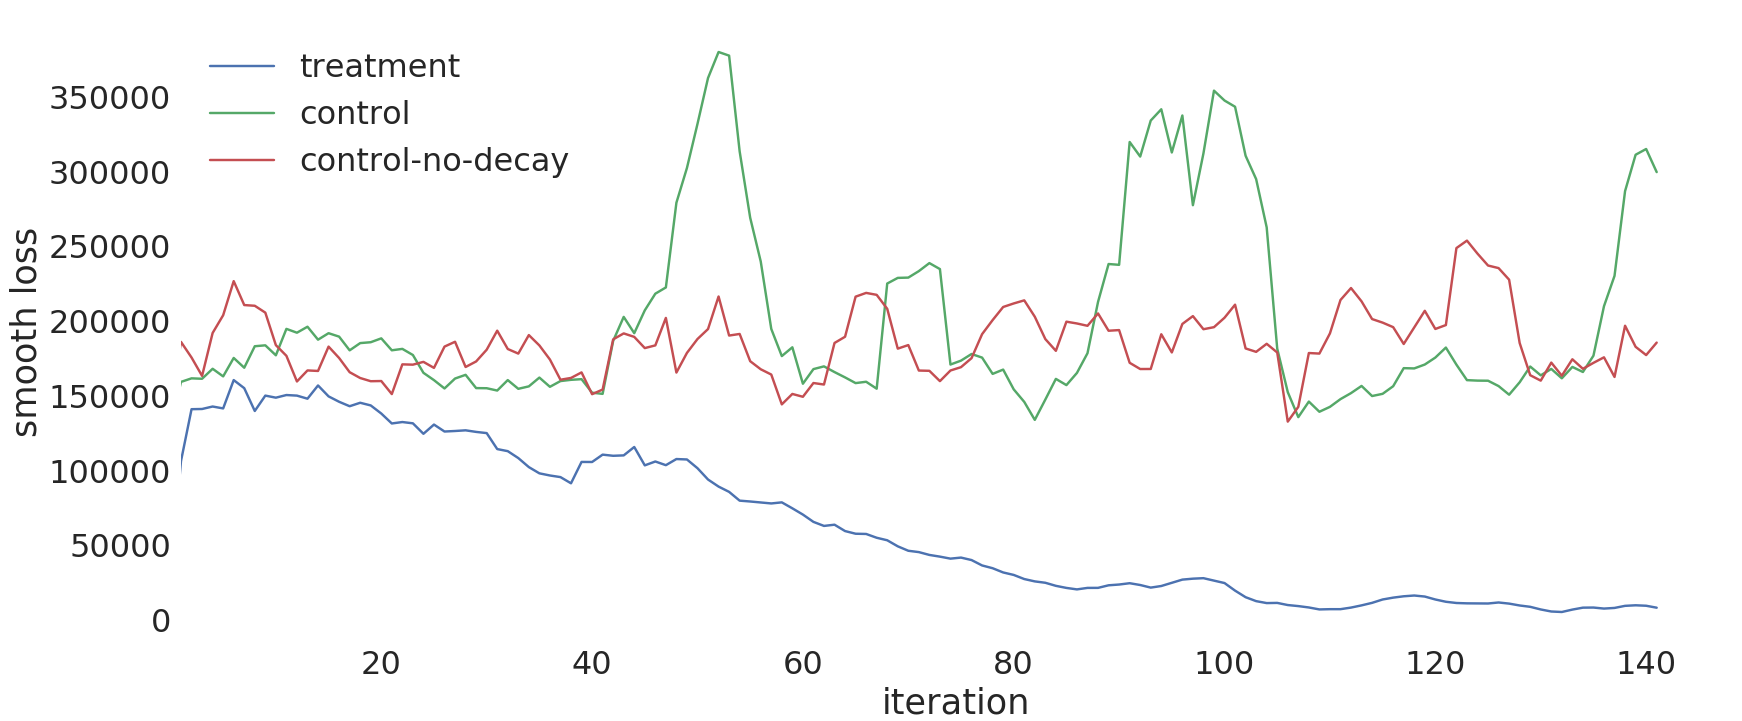 treatment
control
control-no-decay
350000
300000
250000
200000
150000
100000
50000
0
smooth loss
20 40 60 80 100 120 140
iteration